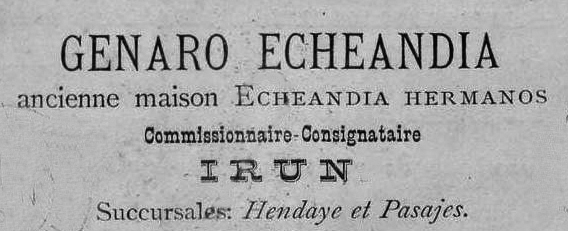 GENARO ECHEANDIA
ancienne maison ECHEANDIA HERMANOS
Commissionnaire-Consignataire
IRUN
Succursales: Hendaye et Pasajes.